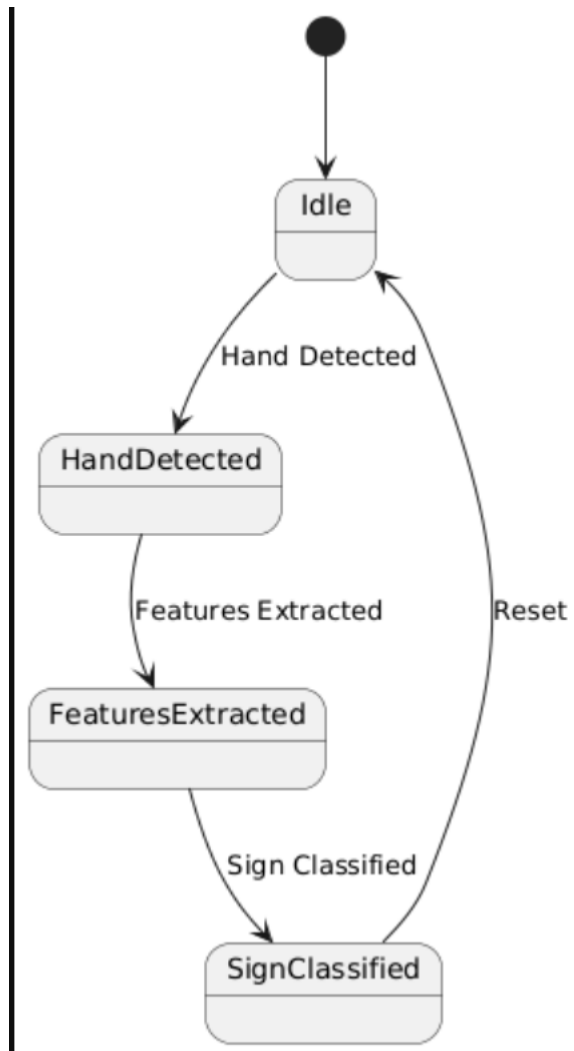 Idle
Hand Detected
HandDetected
Features Extracted
Reset
FeaturesExtracted
Sign Classified
SignClassified